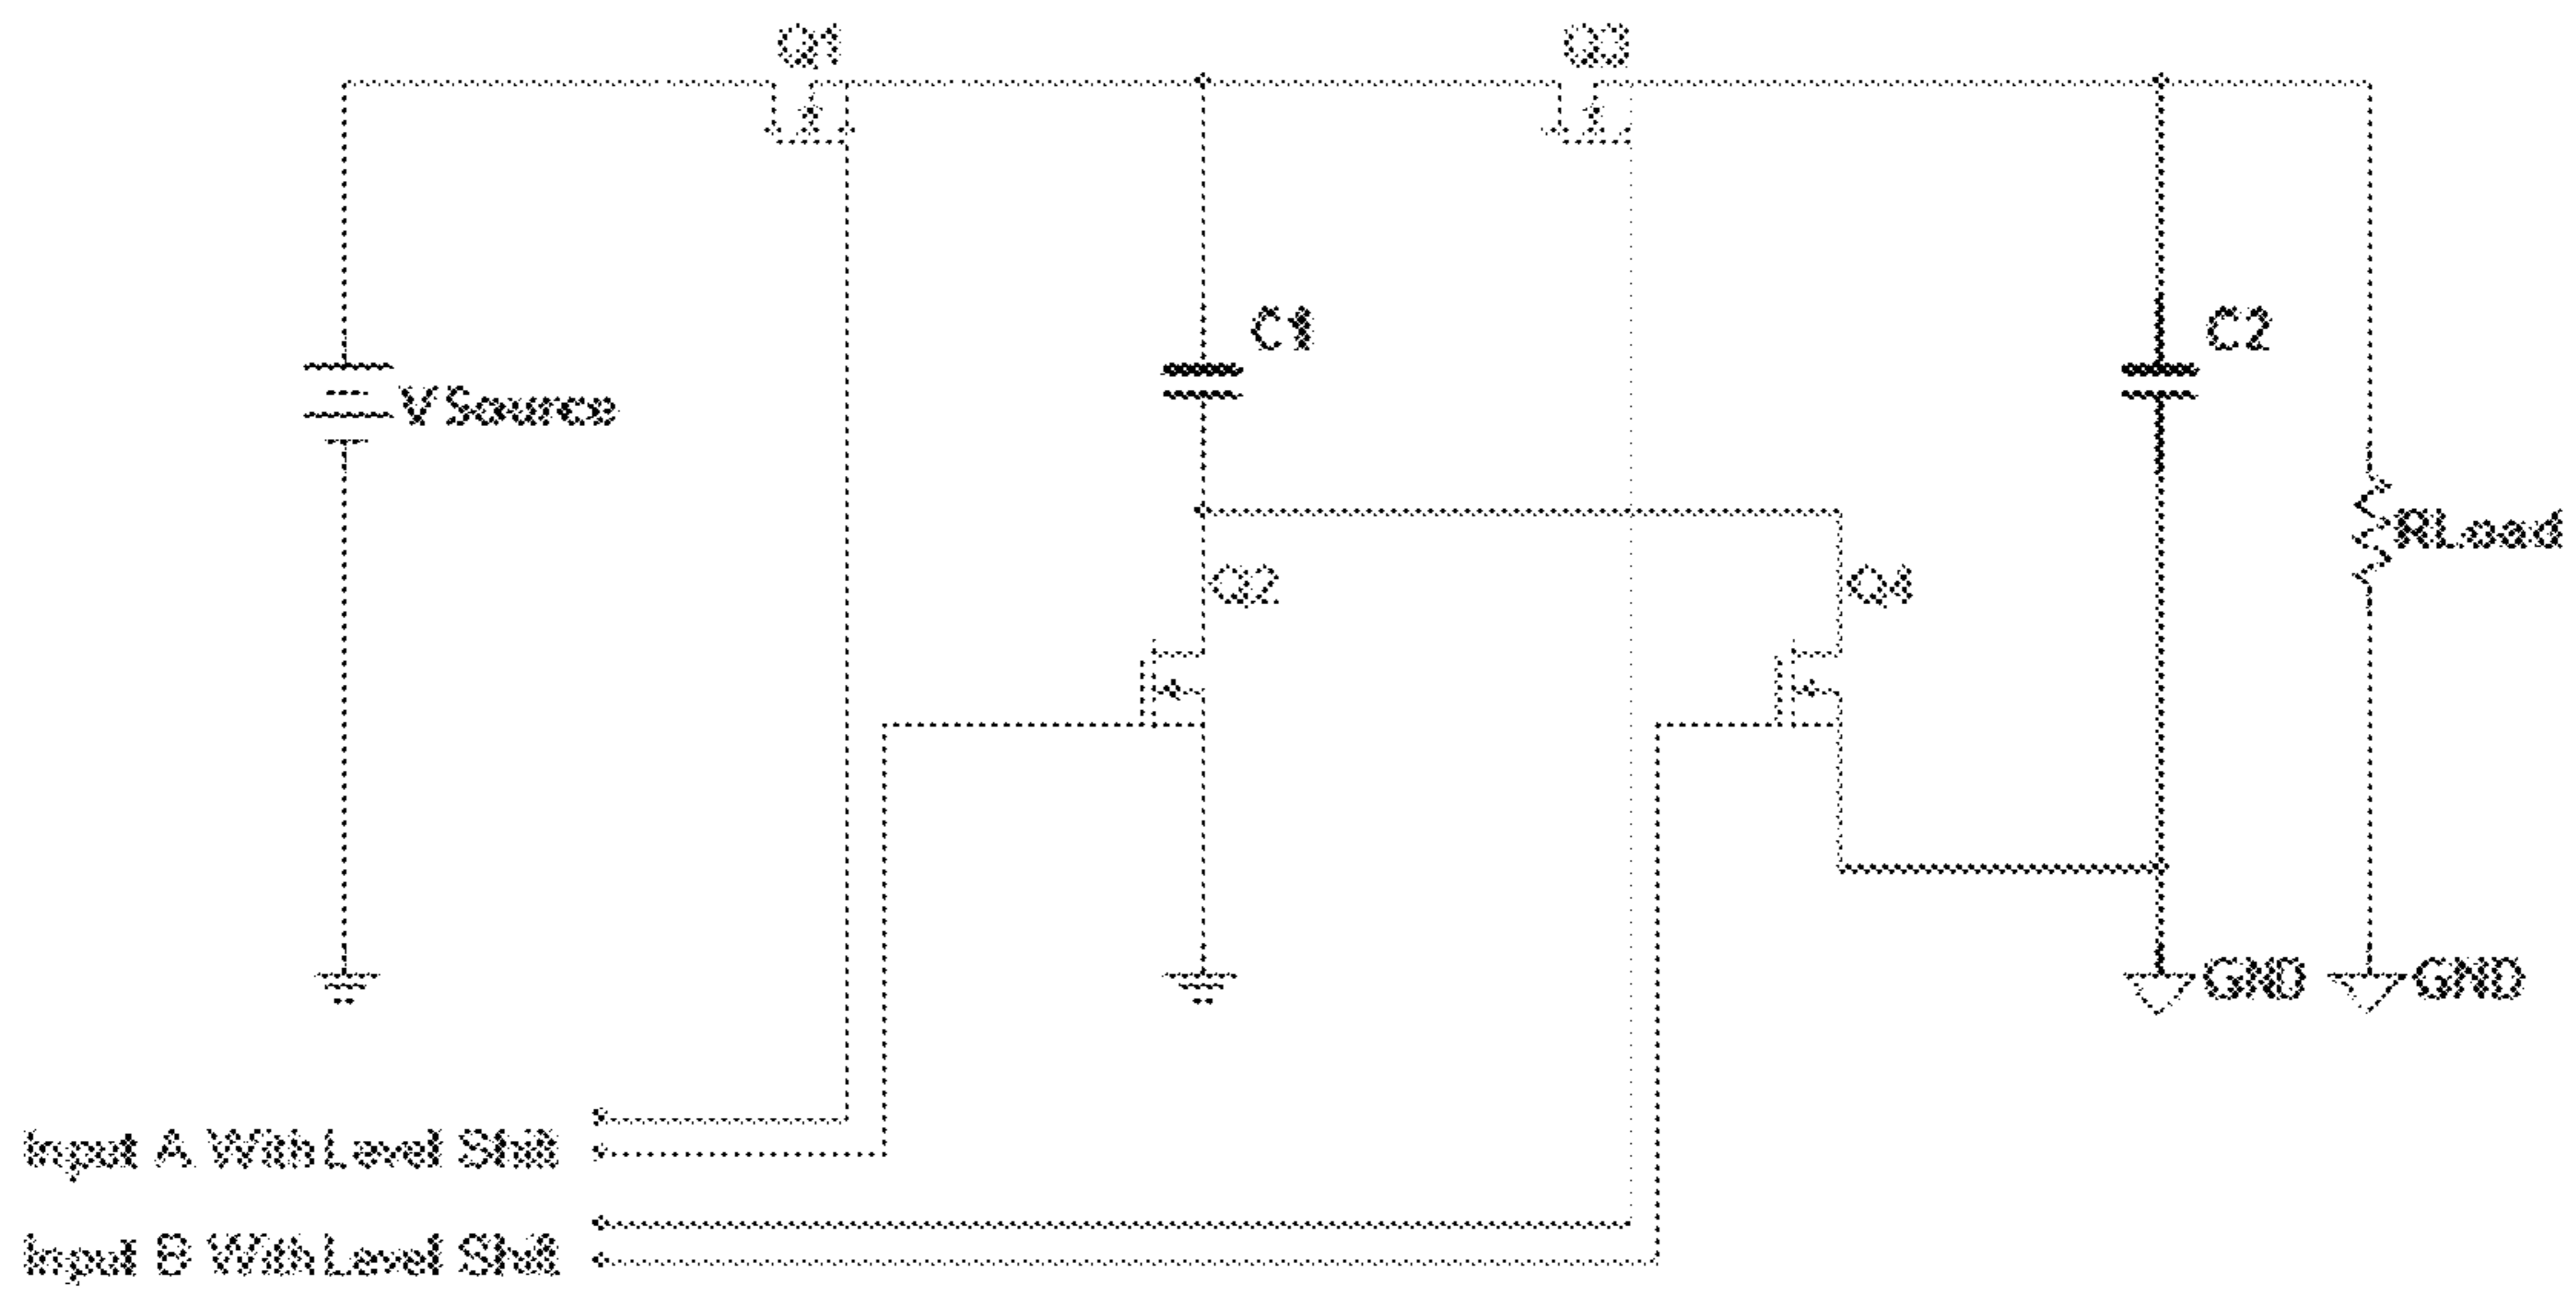 Q1
Q3
C1
C2
V Source
RLoad
Q2
Q4
GND
GND
Input A With Level Shift
Input B With Level Shift